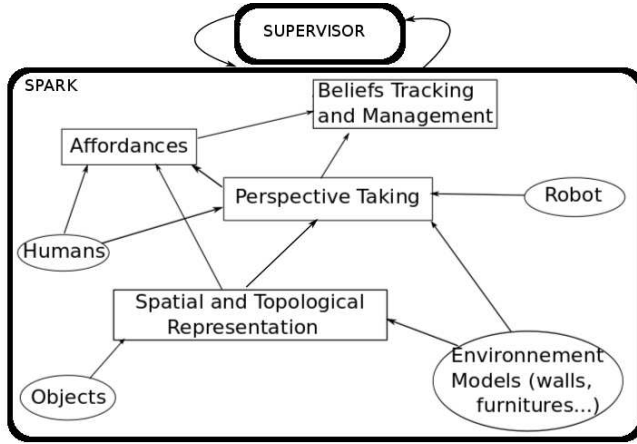 SUPERVISOR
SPARK
Beliefs Tracking
and Management
Affordances
Perspective Taking
Robot
Humans
Spatial and Topological
Representation
Environnement
Models (walls,
furnitures...)
Objects